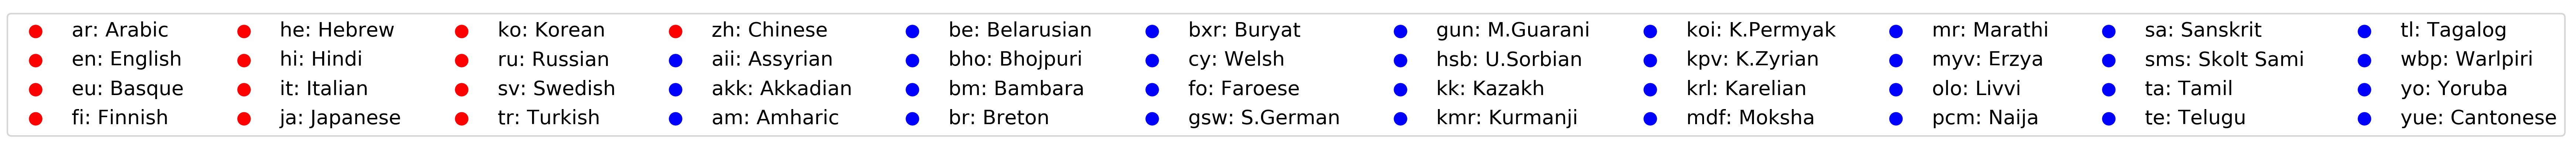 ar: Arabic he: Hebrew ko: Korean zh: Chinese be: Belarusian bxr: Buryat gun: M.Guarani koi: K.Permyak mr: Marathi sa: Sanskrit tl: Tagalog
en: English hi: Hindi ru: Russian aii: Assyrian bho: Bhojpuri cy: Welsh hsb: U.Sorbian kpv: K.Zyrian myv: Erzya sms: Skolt Sami wbp: Warlpiri
eu: Basque it: Italian sv: Swedish akk: Akkadian bm: Bambara fo: Faroese kk: Kazakh krl: Karelian olo: Livvi ta: Tamil yo: Yoruba
fi: Finnish ja: Japanese tr: Turkish am: Amharic br: Breton gsw: S.German kmr: Kurmanji mdf: Moksha pcm: Naija te: Telugu yue: Cantonese